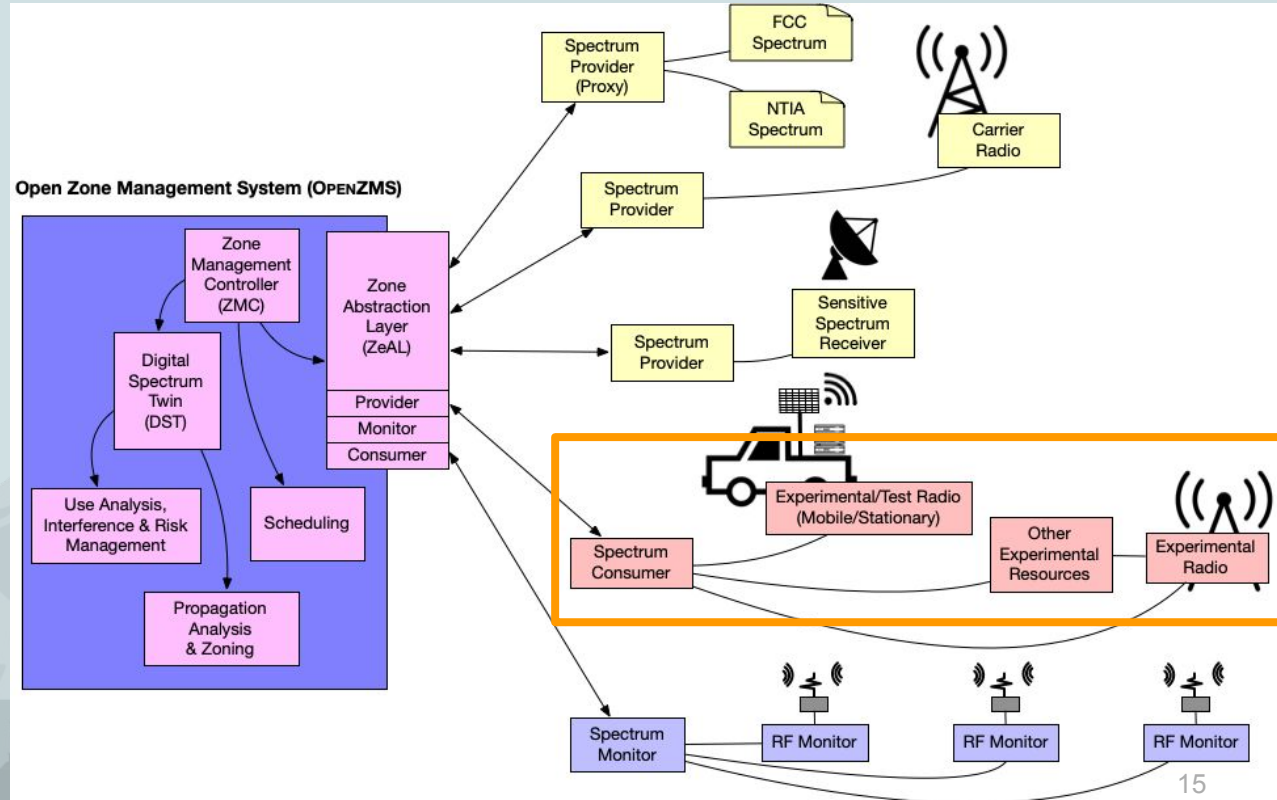 FCC
Spectrum
Spectrum
Provider
(Proxy)
NTIA
Spectrum
Carrier
Radio
Open Zone Management System (OPENZMS)
Spectrum
Provider
Zone
Management
Controller
(ZMC)
Zone
Abstraction
Layer
(ZeAL)
Sensitive
Spectrum
Receiver
Spectrum
Provider
Digital
Spectrum
Twin
(DST)
Provider
Monitor
Consumer
Use Analysis,
Interference & Risk
Management
Scheduling
Experimental/Test Radio
(Mobile/Stationary)
Spectrum
Consumer
Other
Experimental
Resources
Experimental
Radio
Propagation
Analysis
& Zoning
Spectrum
Monitor
RF Monitor
RF Monitor
RF Monitor
15